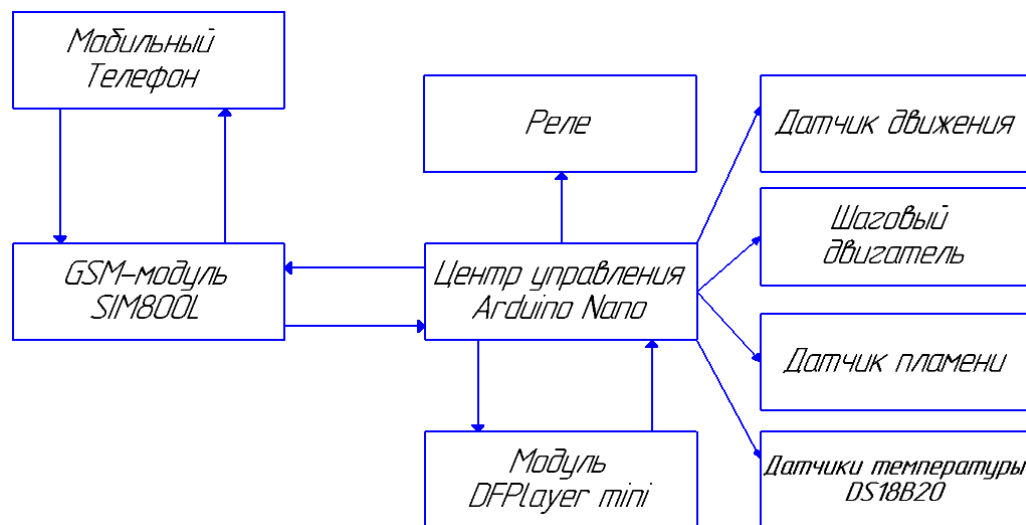 Мобильный
Телефон
Реле
Датчик движения
Шаговый
двигатель
GSM-модуль
SIM800L
Центр управления
Arduino Nano
Датчик пламени
Модуль
DFPlayer mini
Датчики температуры
DS18B20